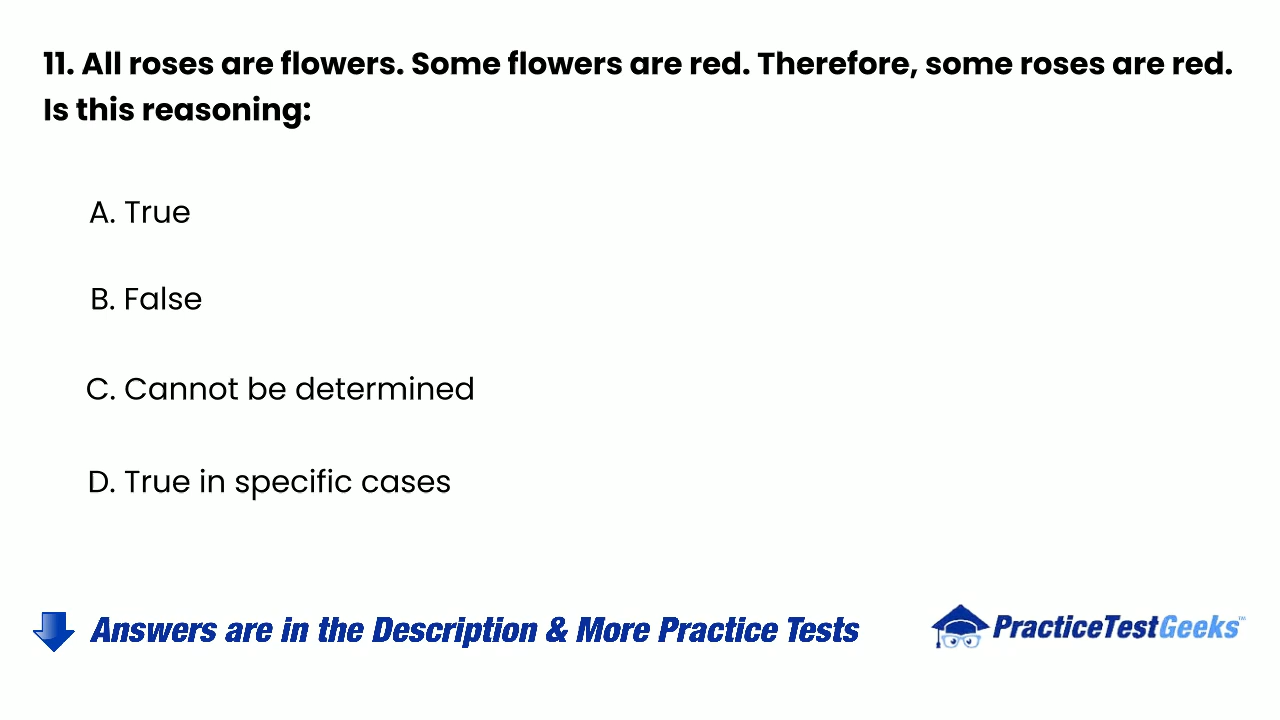 11. All roses are flowers. Some flowers are red. Therefore, some roses are red.
Is this reasoning:
A. True
B. False
C. Cannot be determined
D. True in specific cases
Answers are in the Description & More Practice Tests
PracticeTestGeeks™